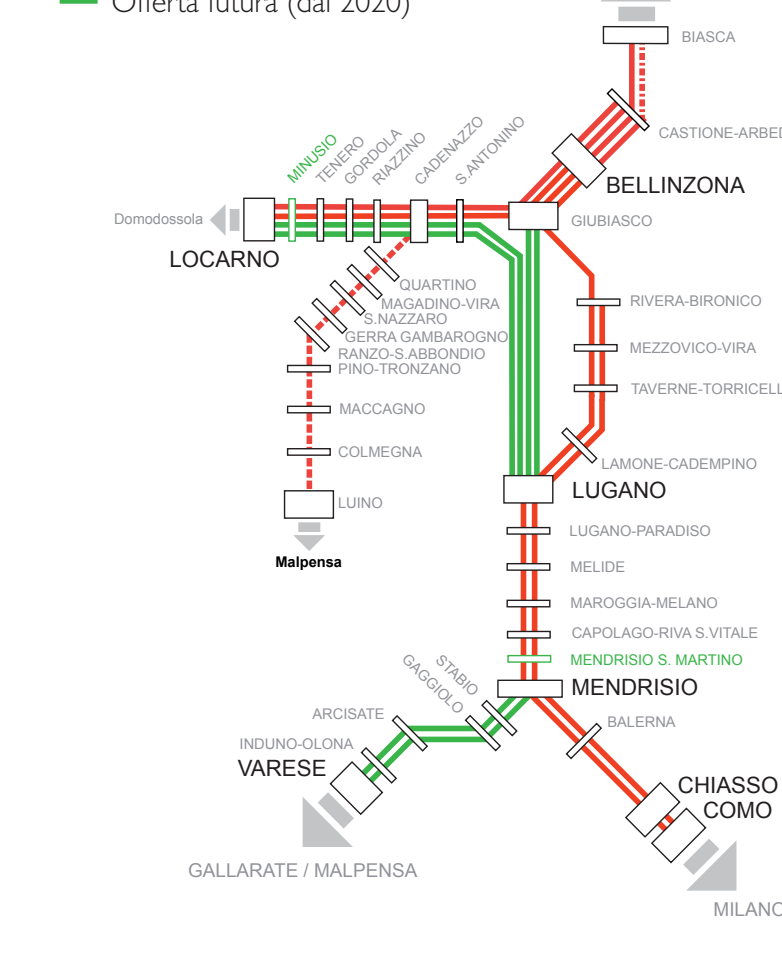 Offerta futura (dal 2020)
BIASCA
CASTIONE-ARBED
BELLINZONA
GIUBIASCO
MINUSIO
TENERO
GORDOLA
RIAZZINO
CADENAZZO
S.ANTONINO
Domodossola
LOCARNO
QUARTINO
MAGADINO-VIRA
S.NAZZARO
GERRA GAMBAROGNO
RANZO-S.ABBONDIO
PINO-TRONZANO
MACCAGNO
COLMEGNA
LUINO
Malpensa
RIVERA-BIRONICO
MEZZOVICO-VIRA
TAVERNE-TORRICELL
LAMONE-CADEMPINO
LUGANO
LUGANO-PARADISO
MELIDE
MAROGGIA-MELANO
CAPOLAGO-RIVA S.VITALE
MENDRISIO S. MARTINO
MENDRISIO
STABIO
GAGGIOLO
ARCISATE
INDUNO-OLONA
VARESE
GALLARATE / MALPENSA
BALERNA
CHIASSO
COMO
MILANO